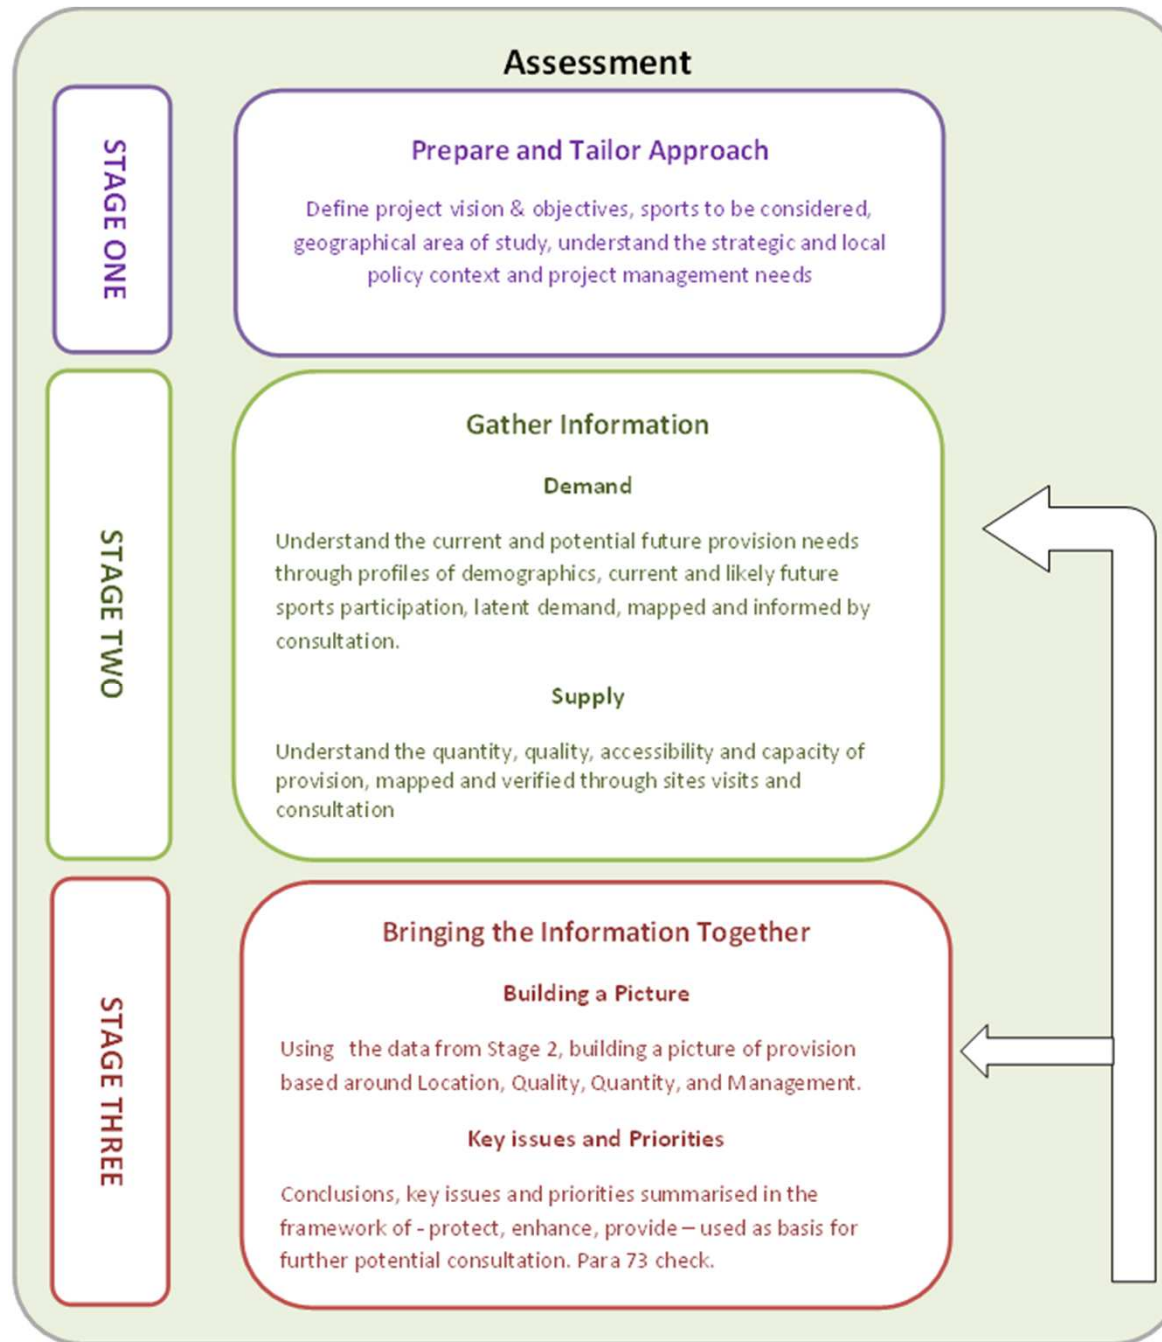 Assessment
STAGE ONE
Prepare and Tailor Approach
Define project vision & objectives, sports to be considered,
geographical area of study, understand the strategic and local
policy context and project management needs
STAGE TWO
Gather Information
Demand
Understand the current and potential future provision needs
through profiles of demographics, current and likely future
sports participation, latent demand, mapped and informed by
consultation.
Supply
Understand the quantity, quality, accessibility and capacity of
provision, mapped and verified through sites visits and
consultation
STAGE THREE
Bringing the Information Together
Building a Picture
Using the data from Stage 2, building a picture of provision
based around Location, Quality, Quantity, and Management.
Key issues and Priorities
Conclusions, key issues and priorities summarised in the
framework of - protect, enhance, provide – used as basis for
further potential consultation. Para 73 check.